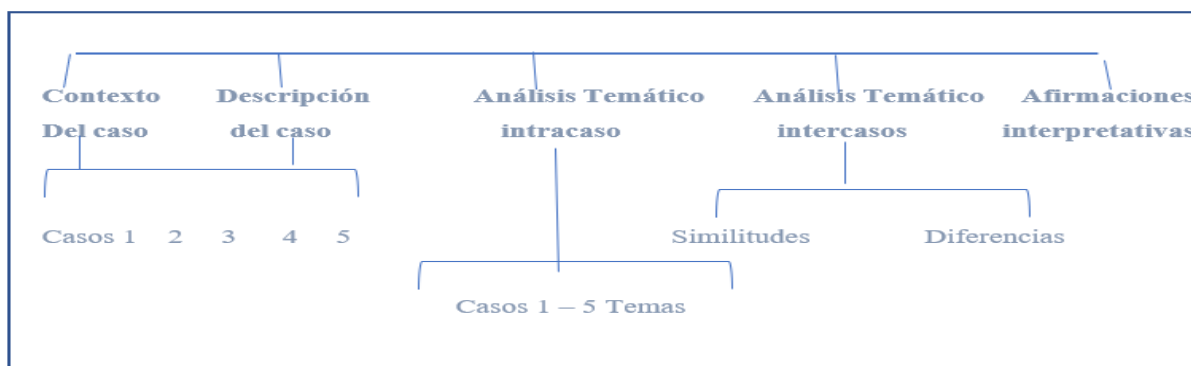 Contexto Descripción Análisis Temático Análisis Temático Afirmaciones
Del caso del caso intracaso intercasos interpretativas
Casos 1 2 3 4 5 Similitudes Diferencias
Casos 1 – 5 Temas